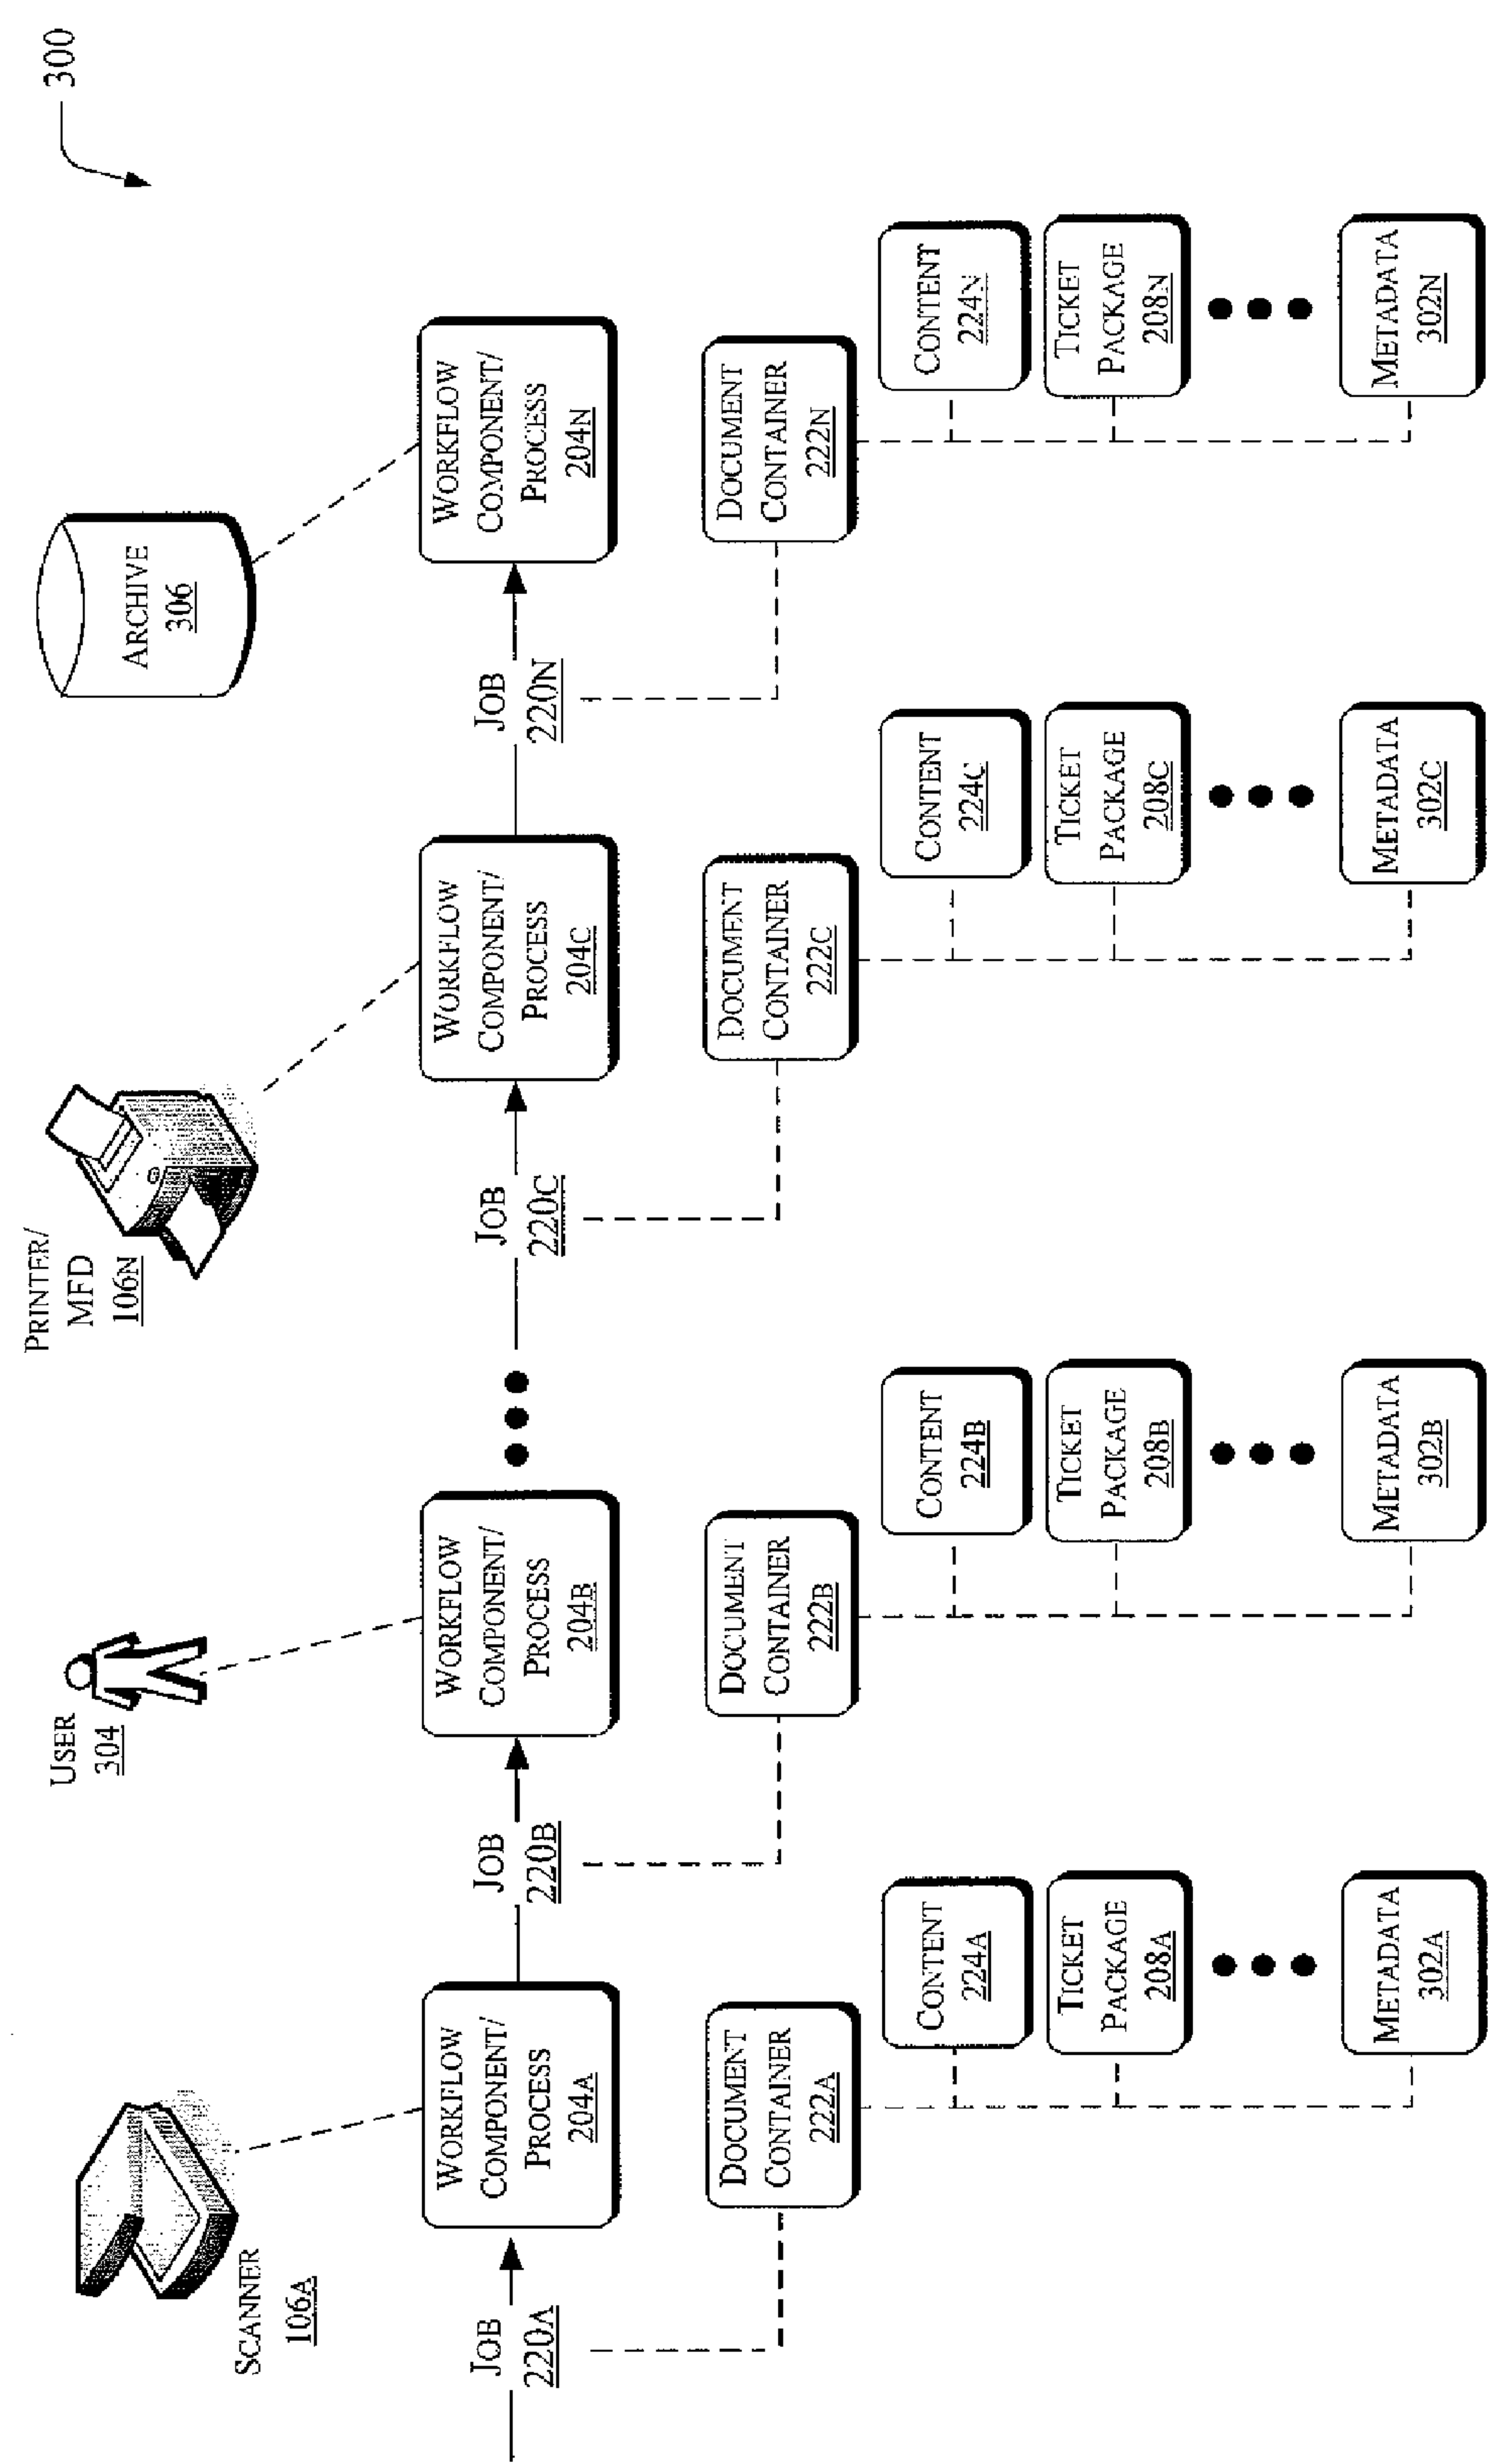 300
SCANNER
106A
USER
304
PRINTER/
MFD
106N
ARCHIVE
306
JOB
220A
WORKFLOW
COMPONENT/
PROCESS
204A
JOB
220B
WORKFLOW
COMPONENT/
PROCESS
204B
JOB
220C
WORKFLOW
COMPONENT/
PROCESS
204C
JOB
220N
WORKFLOW
COMPONENT/
PROCESS
204N
DOCUMENT
CONTAINER
222A
DOCUMENT
CONTAINER
222B
DOCUMENT
CONTAINER
222C
DOCUMENT
CONTAINER
222N
CONTENT
224A
CONTENT
224B
CONTENT
224C
CONTENT
224N
TICKET
PACKAGE
208A
TICKET
PACKAGE
208B
TICKET
PACKAGE
208C
TICKET
PACKAGE
208N
METADATA
302A
METADATA
302B
METADATA
302C
METADATA
302N